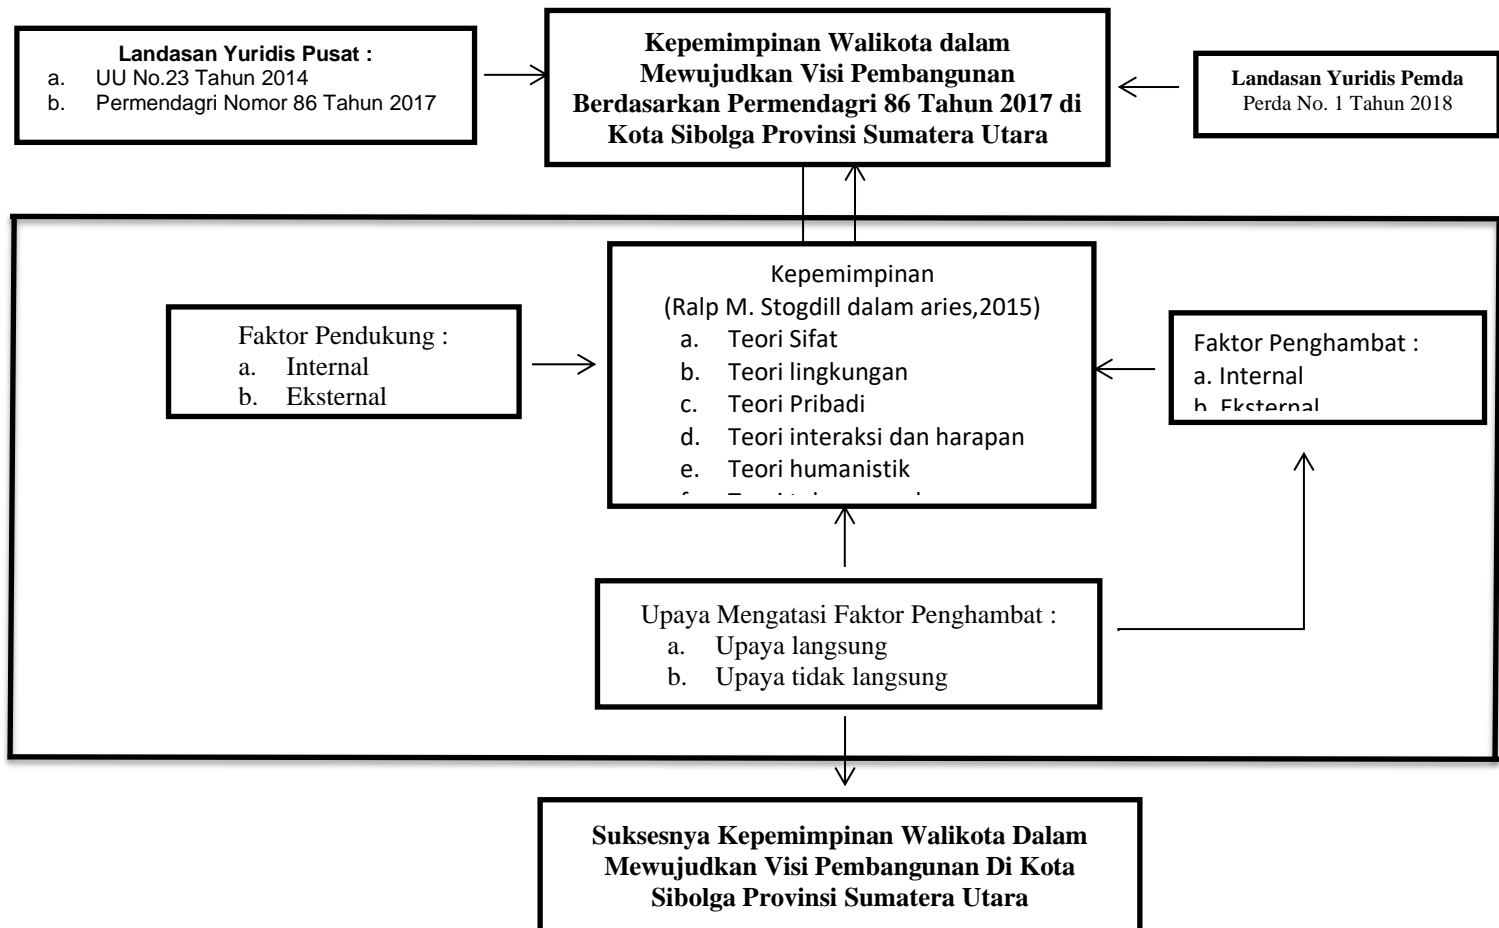 Landasan Yuridis Pusat :
a. UU No.23 Tahun 2014
b. Permendagri Nomor 86 Tahun 2017
Kepemimpinan Walikota dalam
Mewujudkan Visi Pembangunan
Berdasarkan Permendagri 86 Tahun 2017 di
Kota Sibolga Provinsi Sumatera Utara
Landasan Yuridis Pemda
Perda No. 1 Tahun 2018
Faktor Pendukung :
a. Internal
b. Eksternal
Kepemimpinan
(Ralp M. Stogdill dalam aries,2015)
a. Teori Sifat
b. Teori lingkungan
c. Teori Pribadi
d. Teori interaksi dan harapan
e. Teori humanistik
Faktor Penghambat :
a. Internal
b. Eksternal
Upaya Mengatasi Faktor Penghambat :
a. Upaya langsung
b. Upaya tidak langsung
Suksesnya Kepemimpinan Walikota Dalam
Mewujudkan Visi Pembangunan Di Kota
Sibolga Provinsi Sumatera Utara